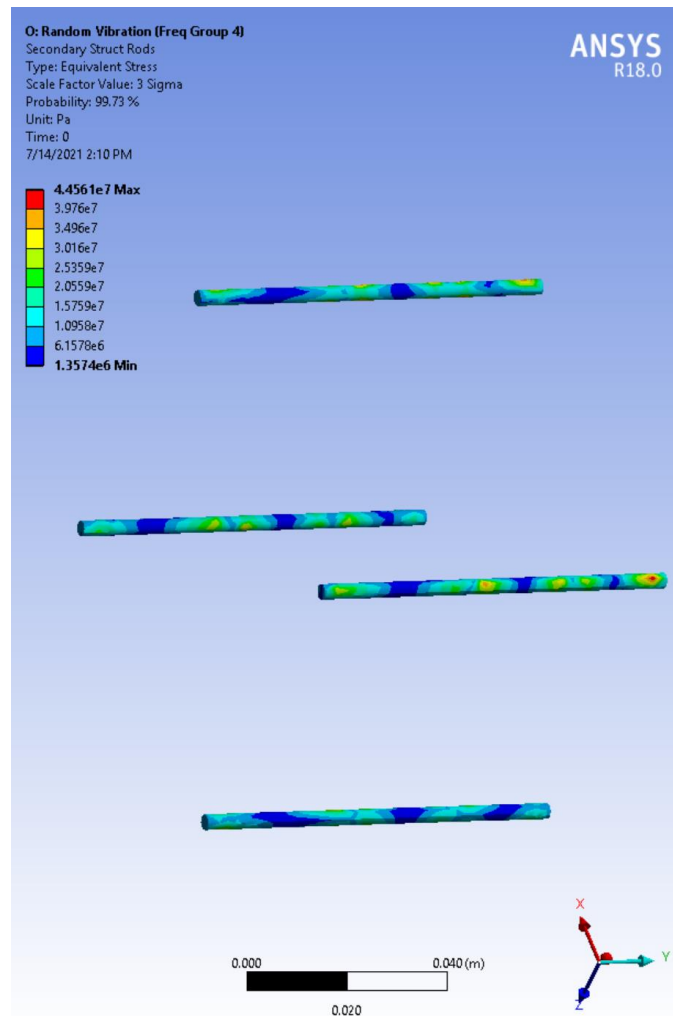 O: Random Vibration (Freq Group 4)
Secondary Struct Rods
Type: Equivalent Stress
Scale Factor Value: 3 Sigma
Probability: 99.73 %
Unit: Pa
Time: 0
7/14/2021 2:10 PM
ANSYS
R18.0
4.4561e7 Max
3.976e7
3.496e7
3.016e7
2.5359e7
2.0559e7
1.5759e7
1.0958e7
6.1578e6
1.3574e6 Min
X
Y
Z
0.000
0.040 (m)
0.020